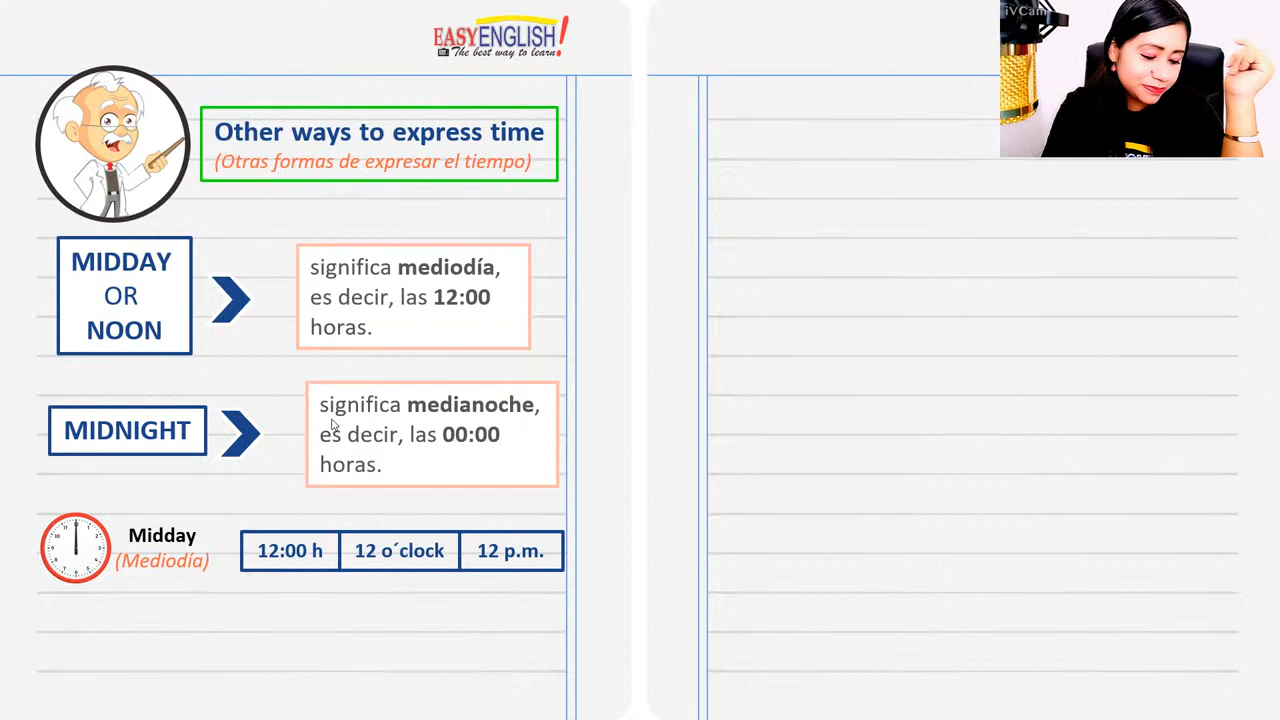 EASYENGLISH!
The best way to learn!
iVCam
Other ways to express time
(Otras formas de expresar el tiempo)
MIDDAY
OR
NOON
significa mediodía,
es decir, las 12:00
horas.
MIDNIGHT
significa medianoche,
es decir, las 00:00
horas.
Midday
(Mediodía)
12:00 h
12 o´clock
12 p.m.